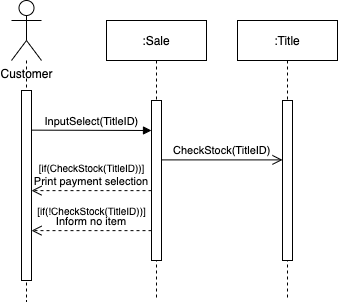 :Sale
:Title
Customer
InputSelect(TitleID)
CheckStock(TitleID)
[if(CheckStock(TitleID))]
Print payment selection
[if(!CheckStock(TitleID))]
Inform no item